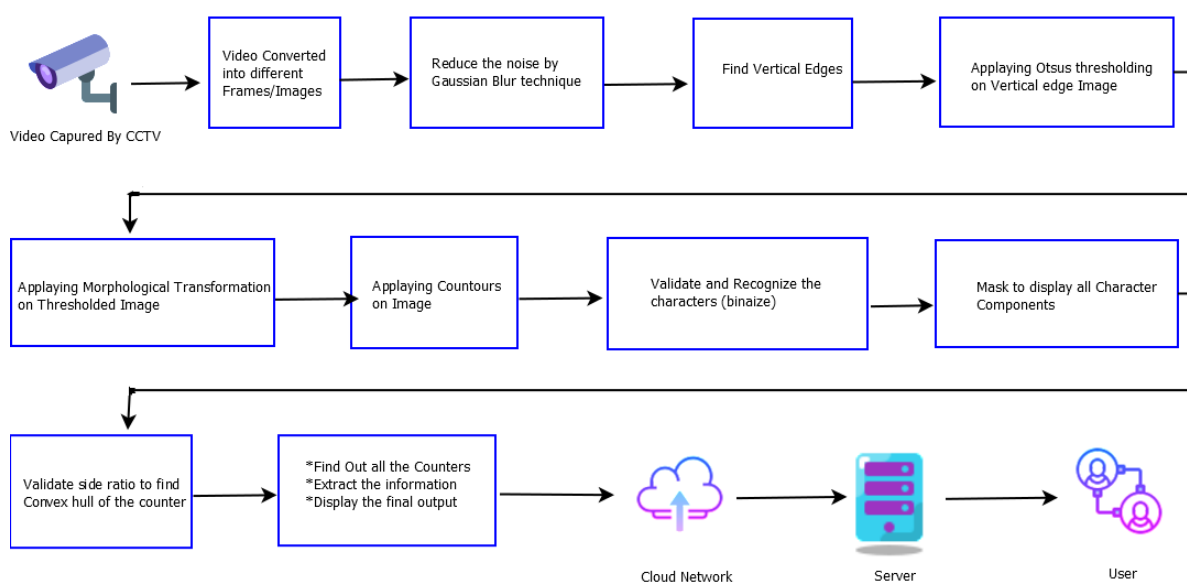 Video Capured By CCTV
Video Converted
into different
Frames/Images
Reduce the noise by
Gaussian Blur technique
Find Vertical Edges
Applaying Otsus thresholding
on Vertical edge Image
Applaying Morphological Transformation
on Thresholded Image
Applaying Countours
on Image
Validate and Recognize the
characters (binaize)
Mask to display all Character
Components
Validate side ratio to find
Convex hull of the counter
*Find Out all the Counters
*Extract the information
*Display the final output
Cloud Network
Server
User